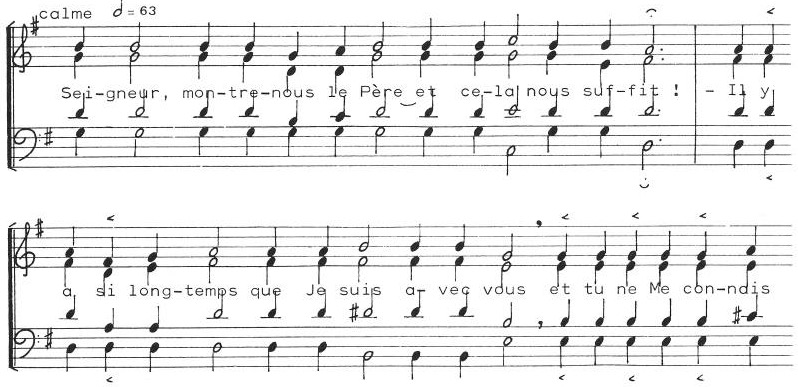 calme 𝅗𝅥 = 63
Sei-gneur, mon-tre-nous le Père et ce-la nous suf-fit ! - Il y
a si long-temps que Je suis a- vec vous et tu ne Me con-nais